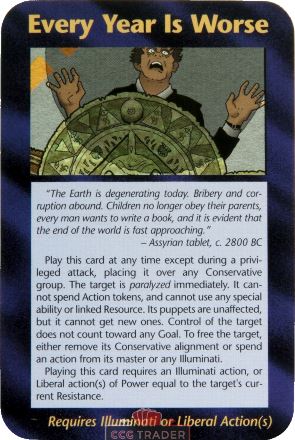 Every Year Is Worse
"The Earth is degenerating today. Bribery and cor-
ruption abound. Children no longer obey their parents,
every man wants to write a book, and it is evident that
the end of the world is fast approaching."
– Assyrian tablet, c. 2800 BC
Play this card at any time except during a privi-
leged attack, placing it over any Conservative
group. The target is paralyzed immediately. It can-
not spend Action tokens, and cannot use any special
ability or linked Resource. Its puppets are unaffected,
but it cannot get new ones. Control of the target
does not count toward any Goal. To free the target,
either remove its Conservative alignment or spend
an action from its master or any Illuminati.
Playing this card requires an Illuminati action, or
Liberal action(s) of Power equal to the target's cur-
rent Resistance.
Requires Illuminati or Liberal Action(s)
CCG TRADER